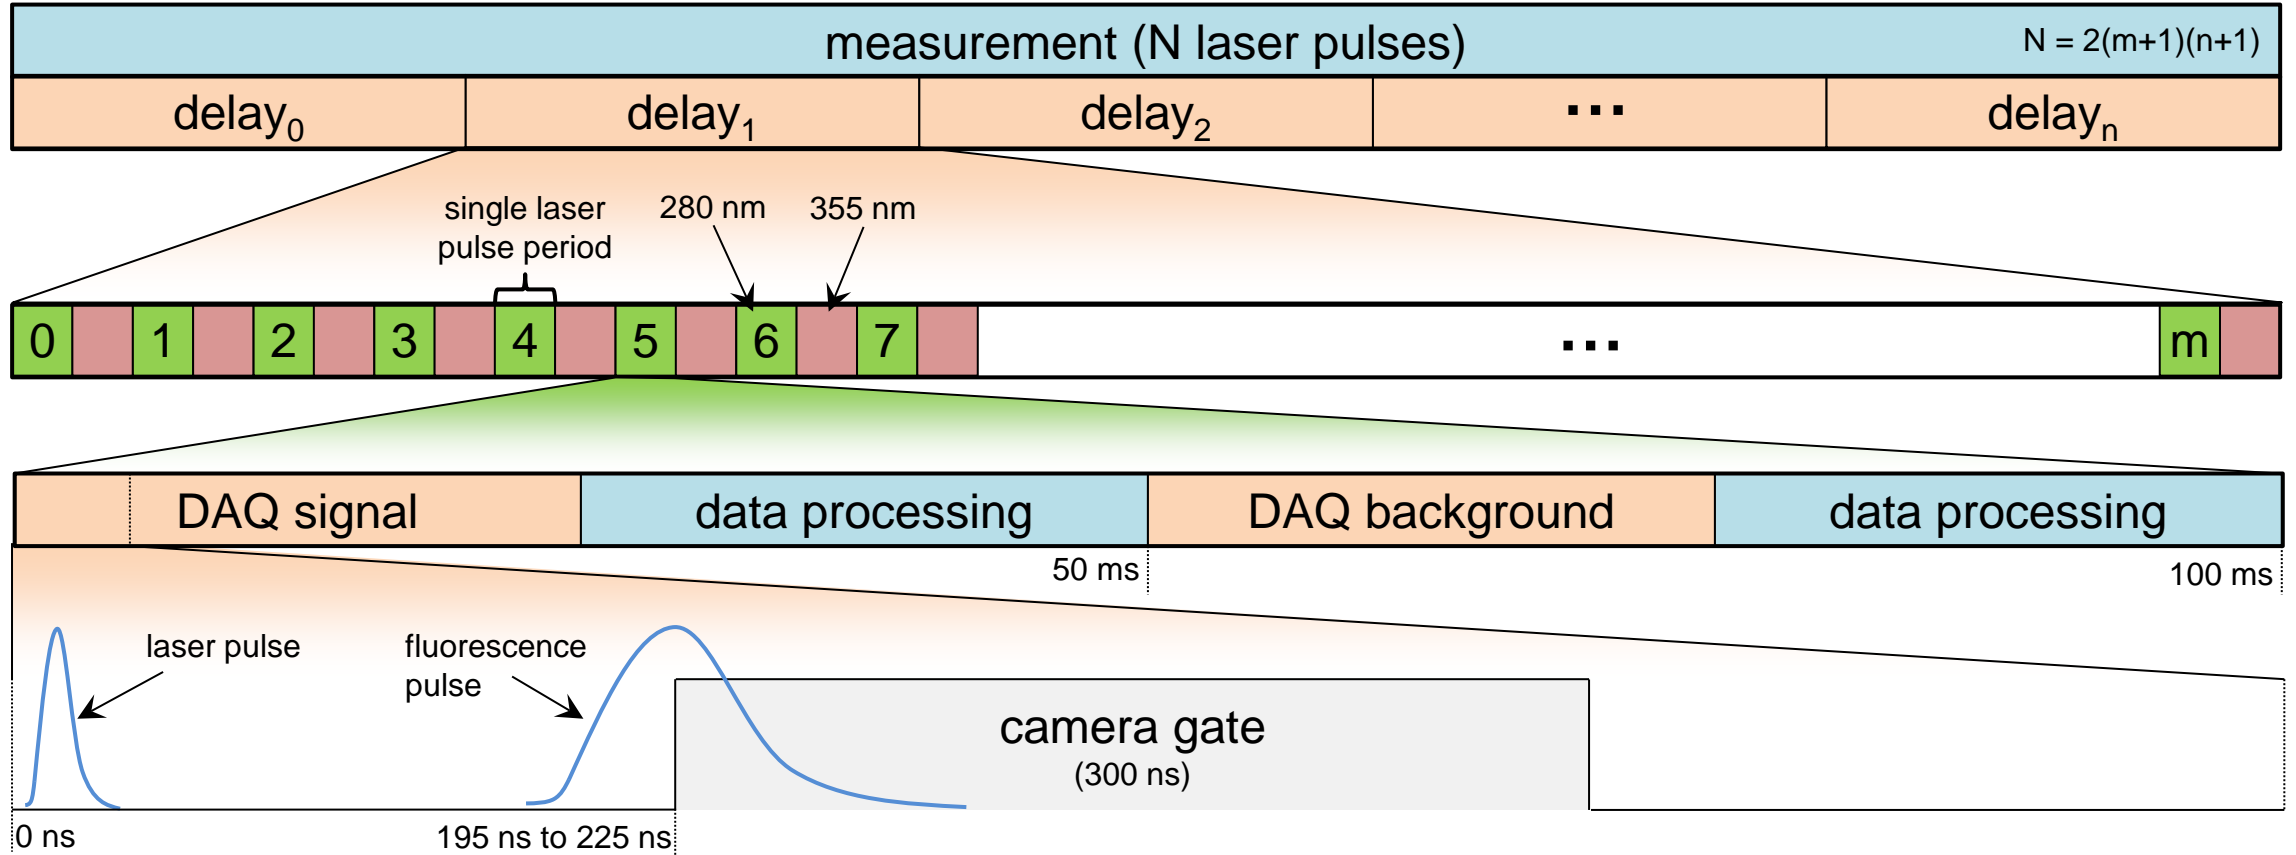 measurement (N laser pulses)
N = 2(m+1)(n+1)
delay0 delay1 delay2 ... delayn
single laser
pulse period
280 nm
355 nm
0 1 2 3 4 5 6 7 ... m
DAQ signal data processing DAQ background data processing
50 ms
100 ms
laser pulse
fluorescence
pulse
camera gate
(300 ns)
0 ns
195 ns to 225 ns